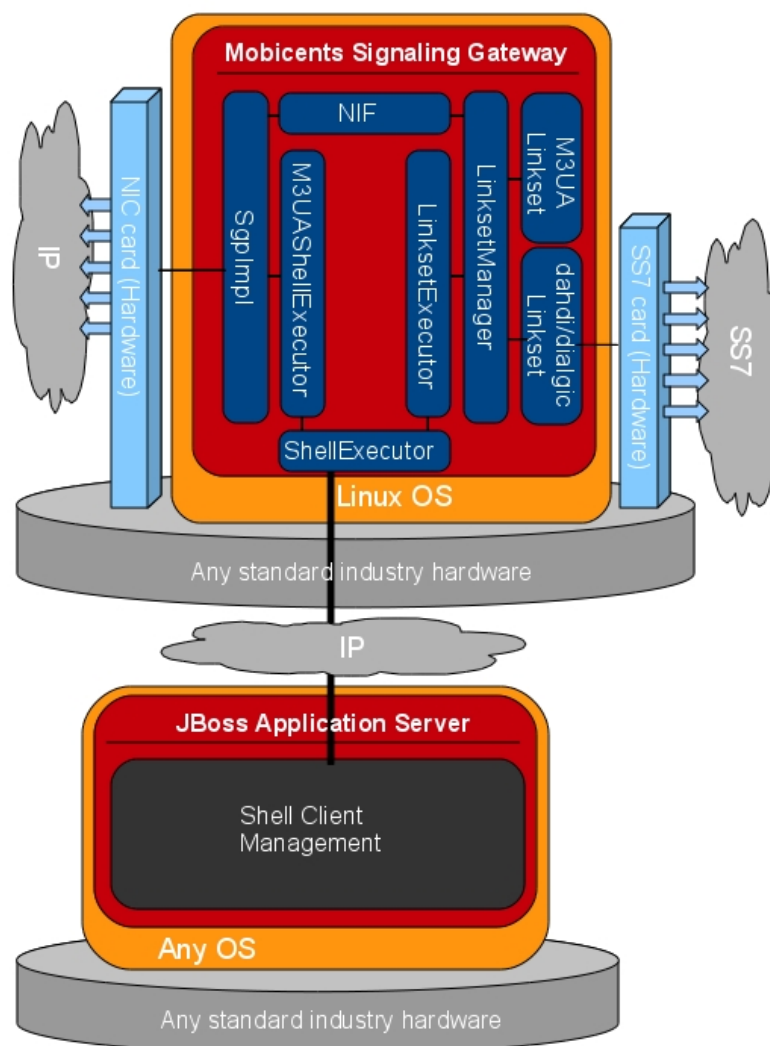 Mobicents Signaling Gateway
NIF
SgpImpl
M3UAShellExecutor
LinksetExecutor
LinksetManager
M3UA
Linkset
dahdi/dialgic
Linkset
ShellExecutor
NIC card (Hardware)
IP
SS7 card (Hardware)
SS7
Linux OS
Any standard industry hardware
IP
JBoss Application Server
Shell Client
Management
Any OS
Any standard industry hardware